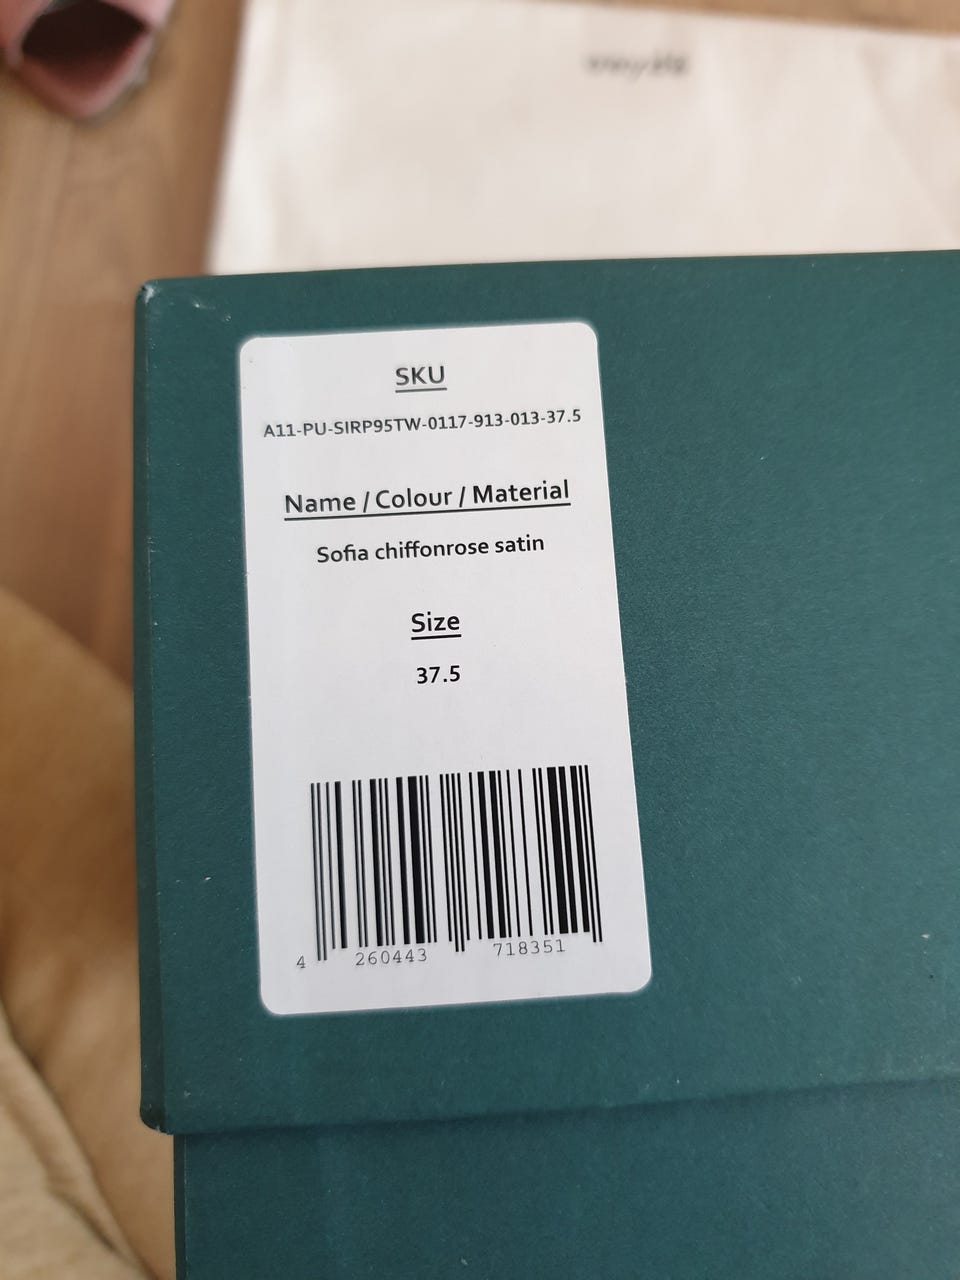 SKU
A11-PU-SIRP95TW-0117-913-013-37.5
Name / Colour / Material
Sofia chiffonrose satin
Size
37.5
4 260443 718351